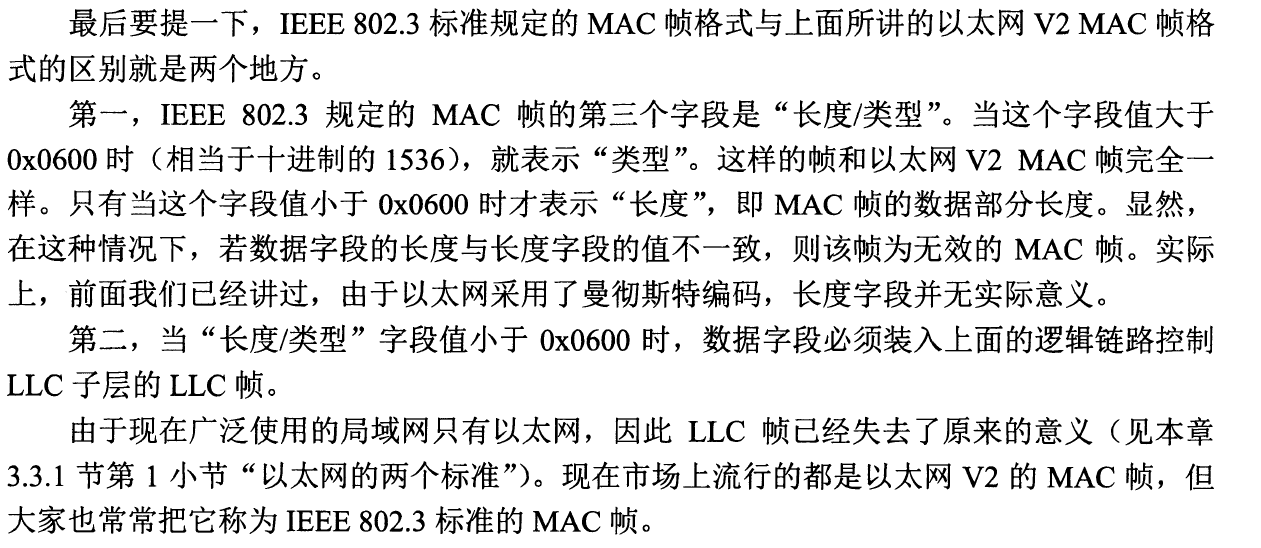 最后要提一下，IEEE 802.3 标准规定的 MAC 帧格式与上面所讲的以太网 V2 MAC 帧格
式的区别就是两个地方。
第一，IEEE 802.3 规定的 MAC 帧的第三个字段是“长度/类型”。当这个字段值大于
0x0600 时（相当于十进制的 1536），就表示“类型”。这样的帧和以太网 V2 MAC 帧完全一
样。只有当这个字段值小于 0x0600 时才表示“长度”，即 MAC 帧的数据部分长度。显然，
在这种情况下，若数据字段的长度与长度字段的值不一致，则该帧为无效的 MAC 帧。实际
上，前面我们已经讲过，由于以太网采用了曼彻斯特编码，长度字段并无实际意义。
第二，当“长度/类型”字段值小于 0x0600 时，数据字段必须装入上面的逻辑链路控制
LLC 子层的 LLC 帧。
由于现在广泛使用的局域网只有以太网，因此 LLC 帧已经失去了原来的意义（见本章
3.3.1 节第 1 小节“以太网的两个标准”）。现在市场上流行的都是以太网 V2 的 MAC 帧，但
大家也常常把它称为 IEEE 802.3 标准的 MAC 帧。